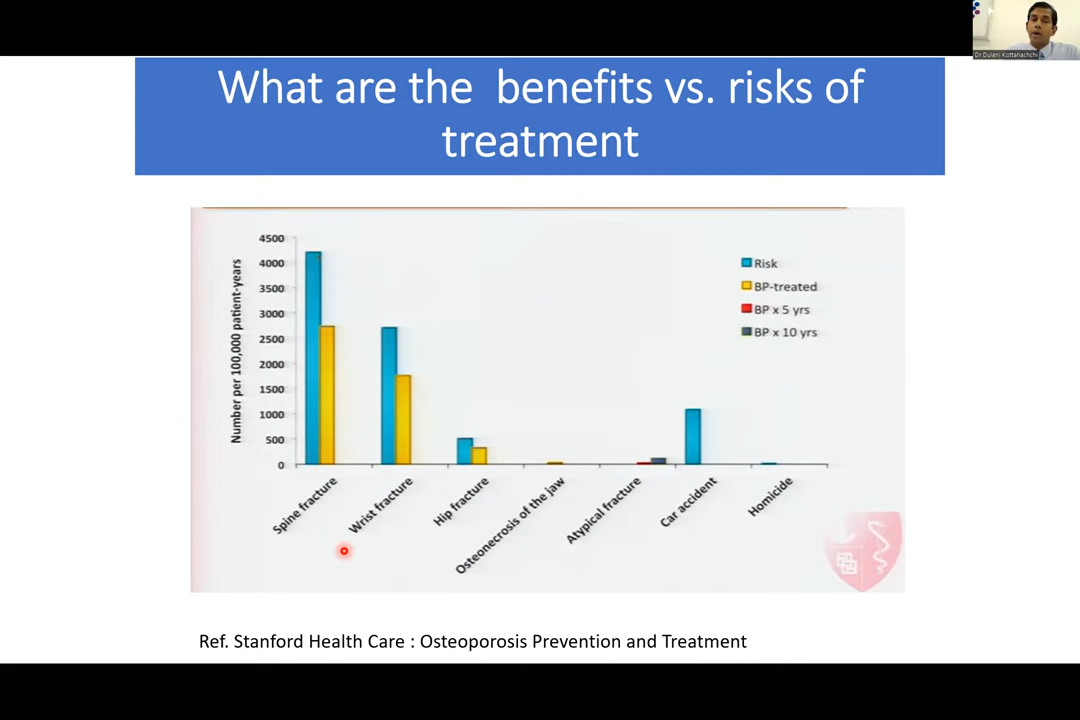 Dr Dulani Kottahachchi
What are the benefits vs. risks of
treatment
Number per 100,000 patient-years
4500
4000
3500
3000
2500
2000
1500
1000
500
0
Risk
BP-treated
BP x 5 yrs
BP x 10 yrs
Spine fracture
Wrist fracture
Hip fracture
Osteonecrosis of the jaw
Atypical fracture
Car accident
Homicide
Ref. Stanford Health Care : Osteoporosis Prevention and Treatment